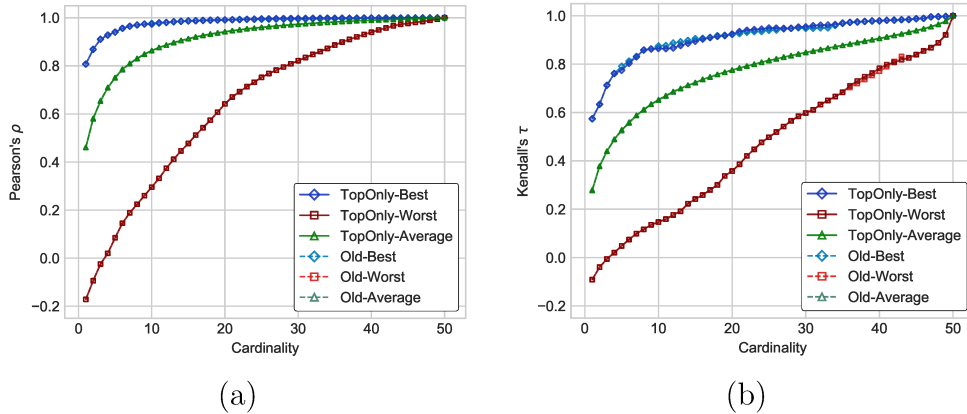 1.0
0.8
0.6
0.4
0.2
0.0
−0.2
Pearson's ρ
0
10
20
30
40
50
Cardinality
TopOnly-Best
TopOnly-Worst
TopOnly-Average
Old-Best
Old-Worst
Old-Average
(a)
1.0
0.8
0.6
0.4
0.2
0.0
−0.2
Kendall's τ
0
10
20
30
40
50
Cardinality
TopOnly-Best
TopOnly-Worst
TopOnly-Average
Old-Best
Old-Worst
Old-Average
(b)